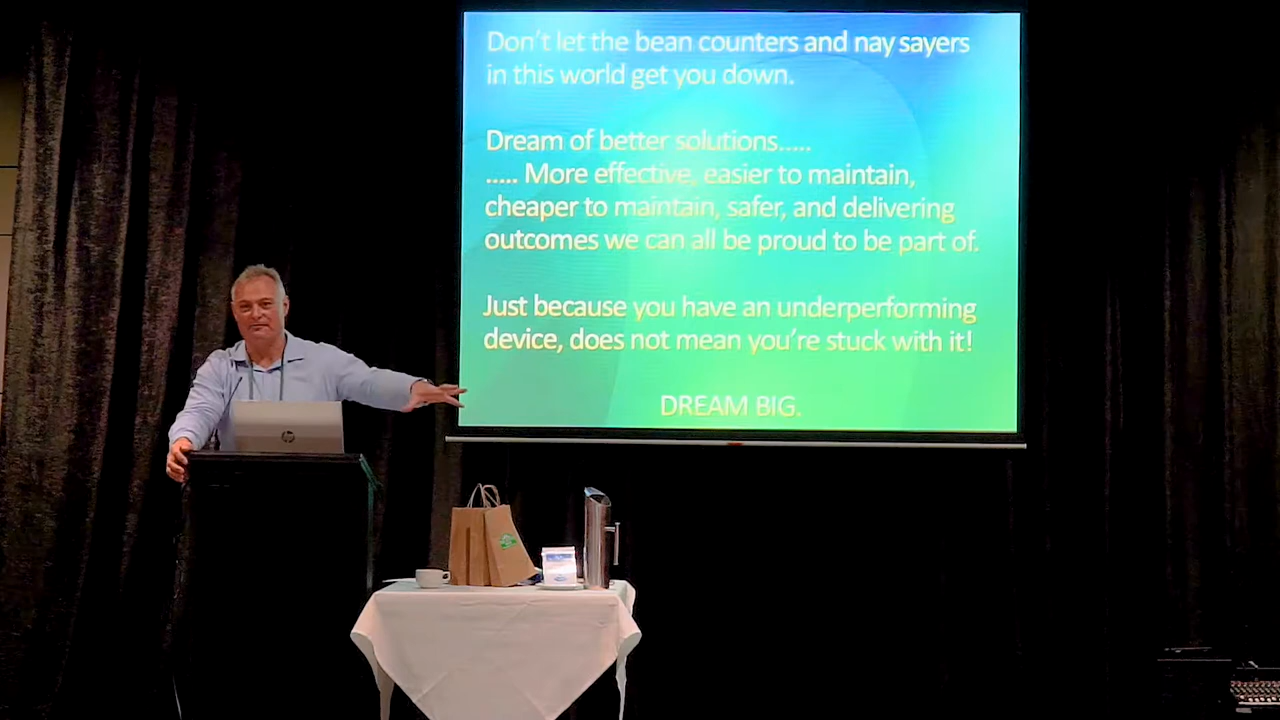 Don't let the bean counters and nay sayers
in this world get you down.
Dream of better solutions.....
..... More effective, easier to maintain,
cheaper to maintain, safer, and delivering
outcomes we can all be proud to be part of.
Just because you have an underperforming
device, does not mean you're stuck with it!
DREAM BIG.
hp